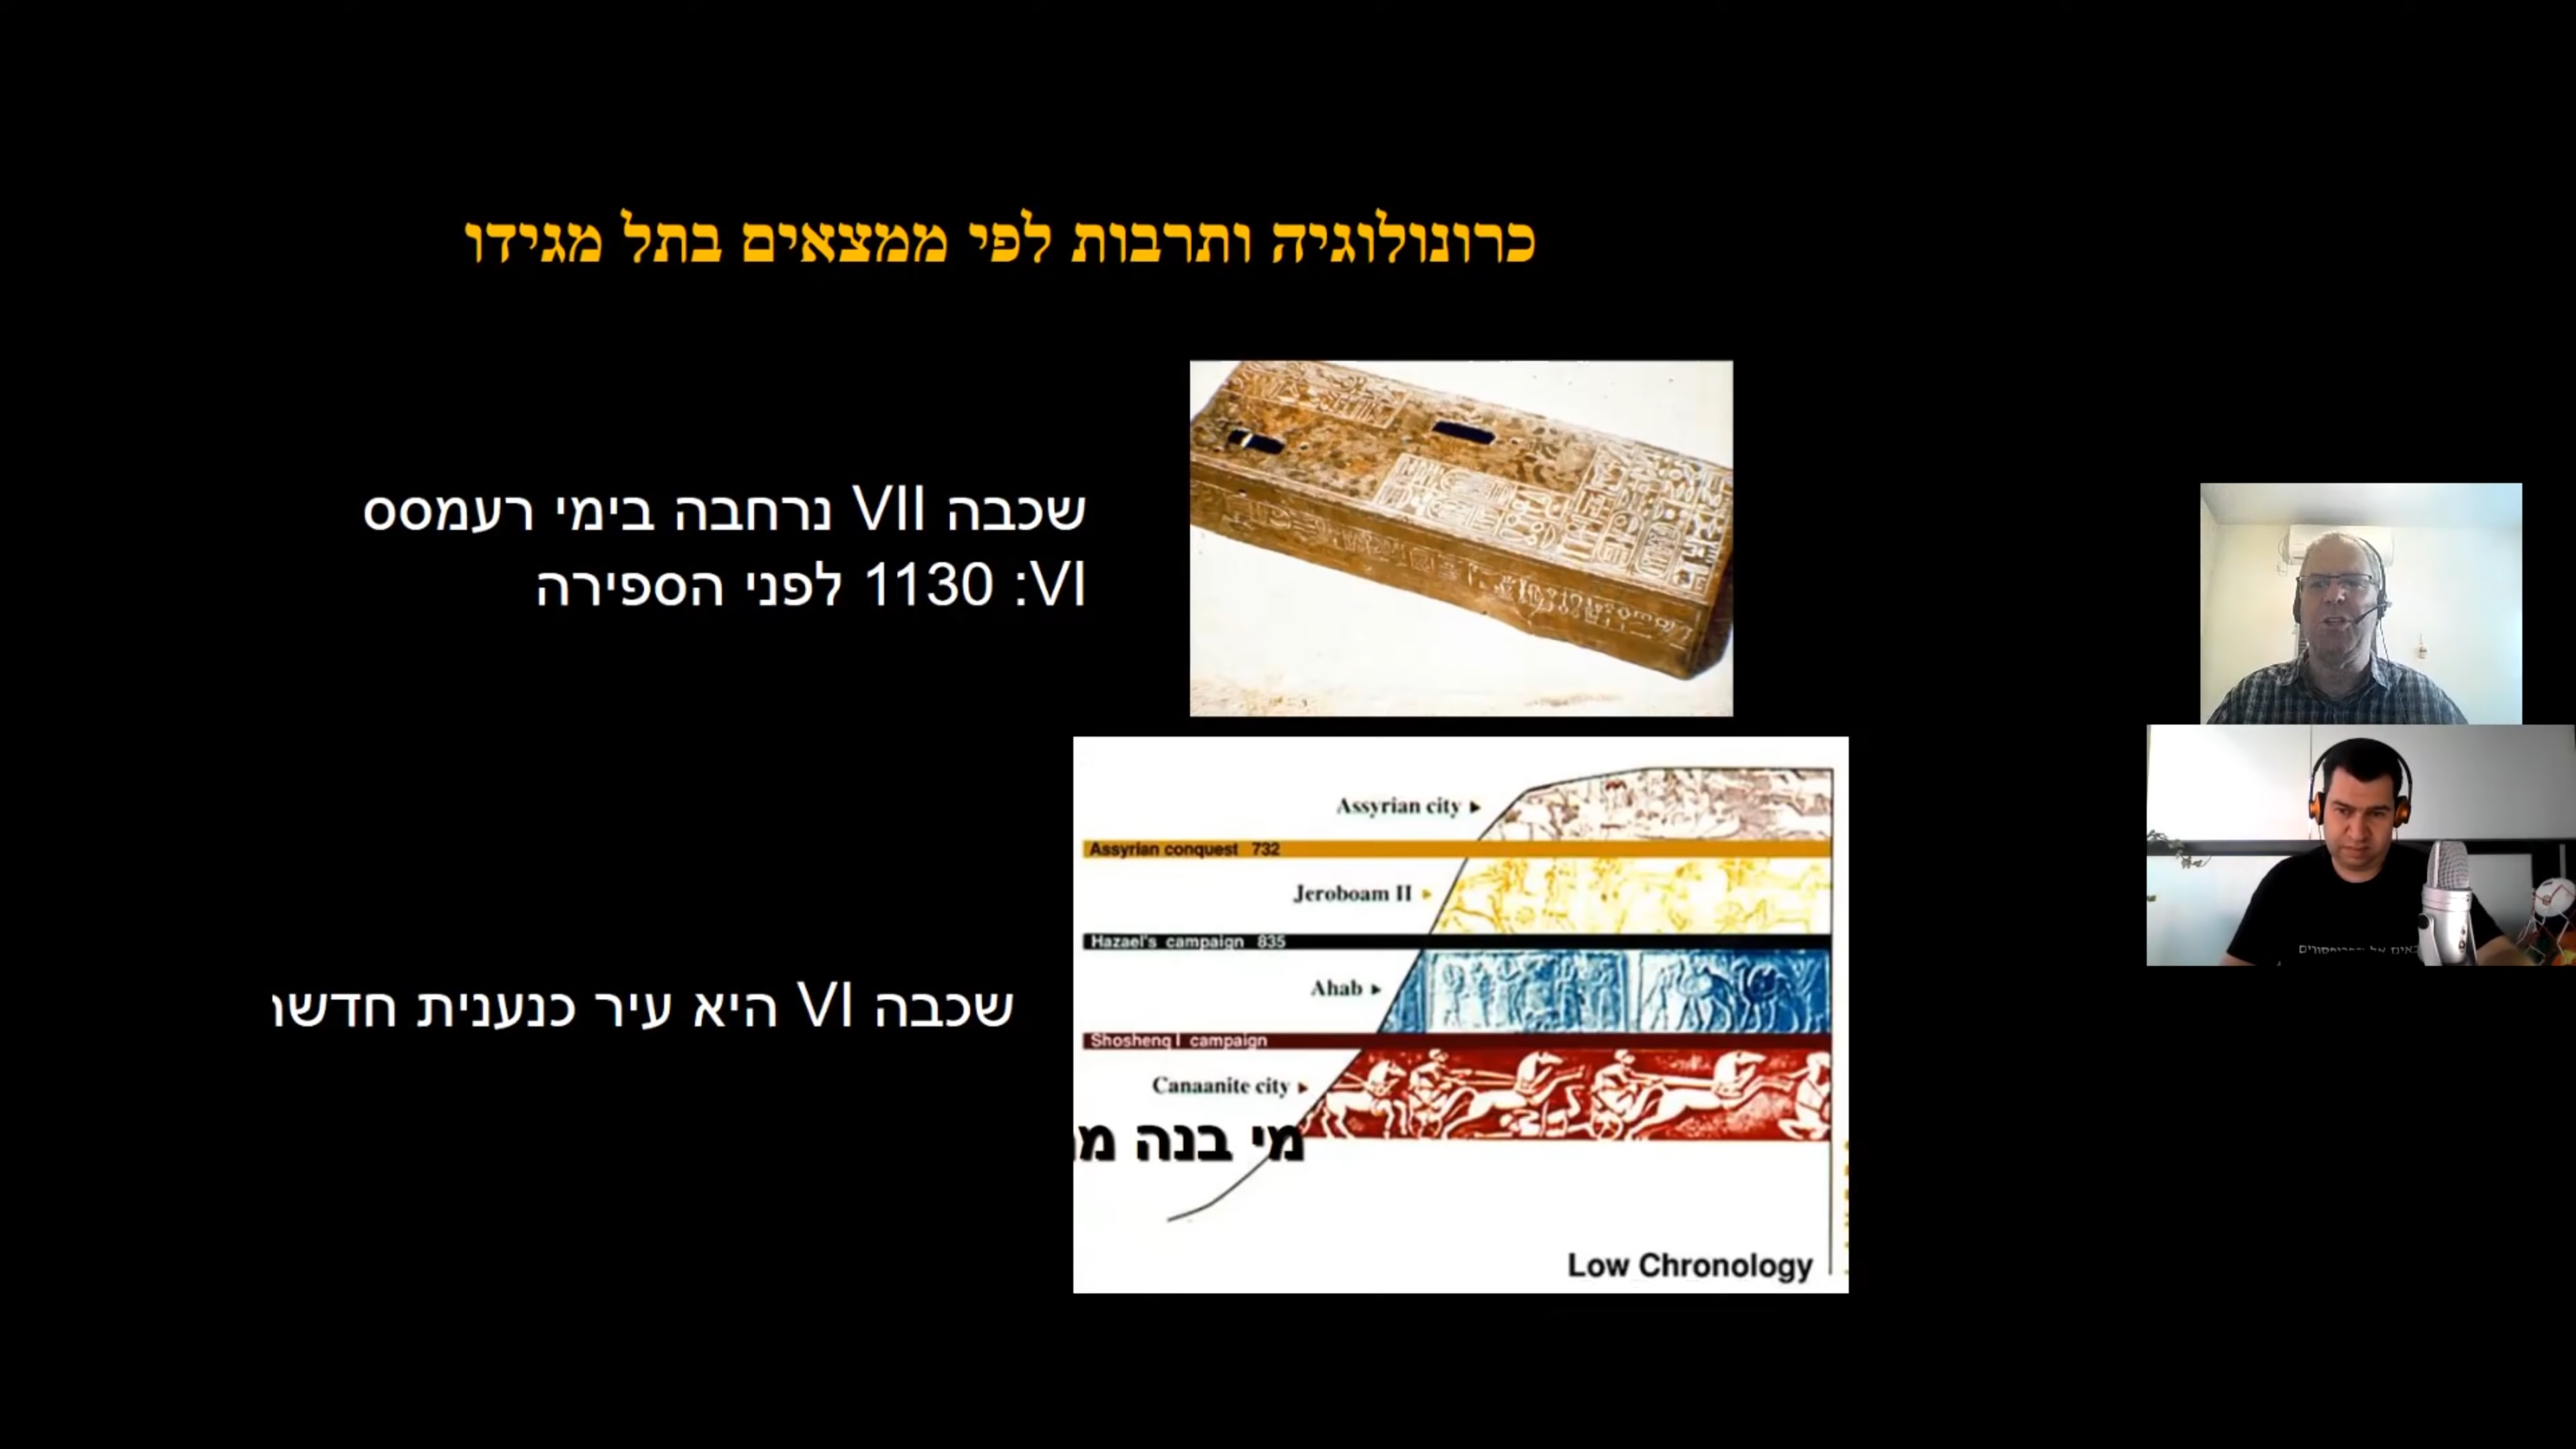 כרונולוגיה ותרבות לפי ממצאים בתל מגידו
שכבה VII נרחבה בימי רעמסס
VI: 1130 לפני הספירה
שכבה VI היא עיר כנענית
Assyrian city
Assyrian conquest 732
Jeroboam II
Hazael's campaign 835
Ahab
Shoshenq I campaign
Canaanite city
מי בנה
Low Chronology